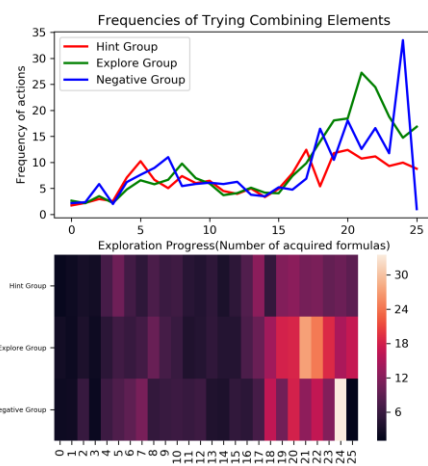 Frequencies of Trying Combining Elements
35
30
25
20
15
10
5
0
Frequency of actions
Hint Group
Explore Group
Negative Group
0 5 10 15 20 25
Exploration Progress(Number of acquired formulas)
Hint Group
Explore Group
egative Group
0 1 2 3 4 5 6 7 8 9 10 11 12 13 14 15 16 17 18 19 20 21 22 23 24 25
30
24
18
12
6